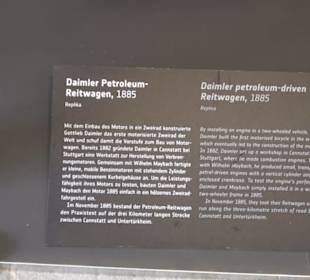 Daimler Petroleum-
Reitwagen, 1885
Replika
Mit dem Einbau des Motors in ein Zweirad konstruierte
Gottlieb Daimler das erste motorisierte Zweirad der
Welt und schuf damit die Vorstufe zum Bau von Motor-
wagen. Bereits 1882 gründete Daimler in Cannstatt bei
Stuttgart eine Werkstatt zur Herstellung von Verbren-
nungsmotoren. Gemeinsam mit Wilhelm Maybach fertigte
er kleine, mobile Benzinmotoren mit stehendem Zylinder
und geschlossenem Kurbelgehäuse an. Um die Leistungs-
fähigkeit ihres Motors zu testen, bauten Daimler und
Maybach den Motor 1885 einfach in ein hölzernes Zweirad-
fahrgestell ein.
Im November 1885 bestand der Petroleum-Reitwagen
den Praxistest auf der drei Kilometer langen Strecke
zwischen Cannstatt und Untertürkheim.
Daimler petroleum-driven
Reitwagen, 1885
Replica
By installing an engine in a two-wheeled vehicle,
Daimler built the first motorised bicycle in the
which eventually led to the construction of the
In 1882, Daimler set up a workshop in Cannstatt
Stuttgart, where he made combustion engines.
with Wilhelm Maybach, he produced small,
petrol-driven engines with a vertical cylinder and
enclosed crankcase. To test the engine's
Daimler and Maybach simply installed it in a
two-wheeler frame in 1885.
In November 1885, they took their Reitwagen
run along the three-kilometre stretch of road
Cannstatt and Untertürkheim.